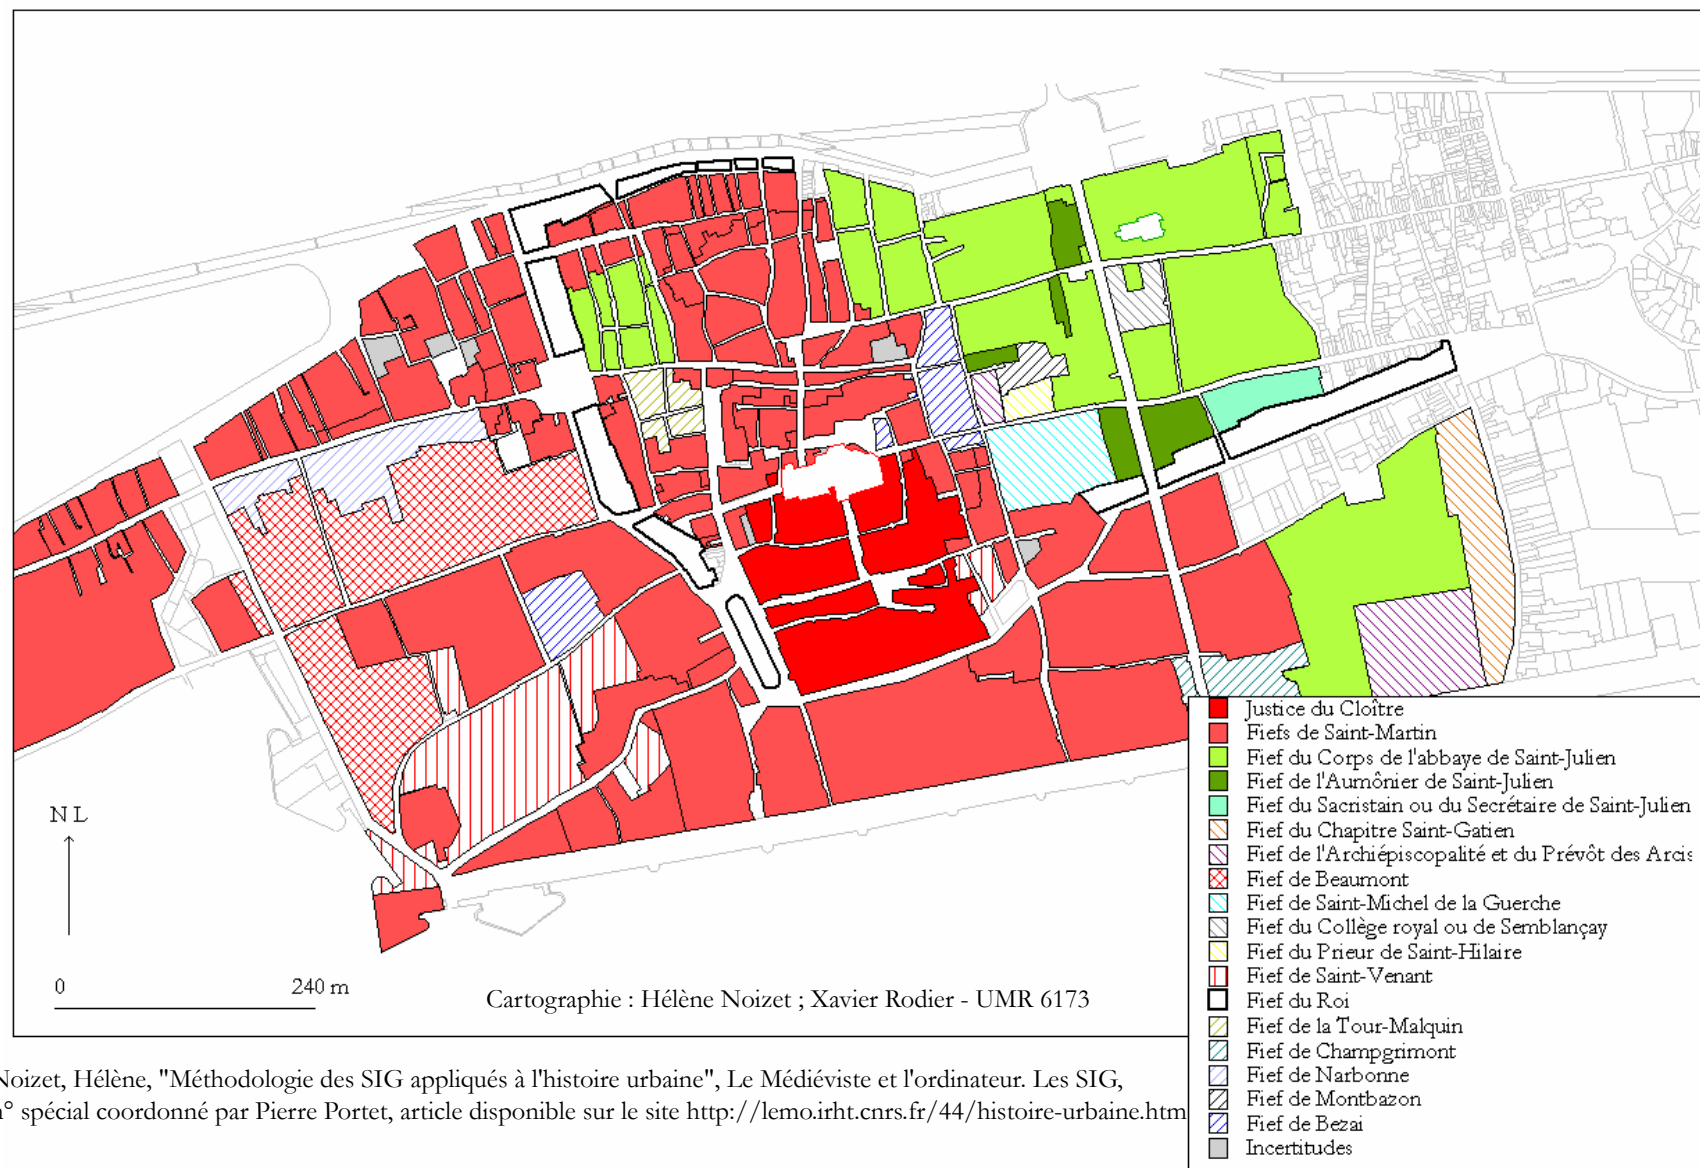 Justice du Cloître
Fiefs de Saint-Martin
Fief du Corps de l'abbaye de Saint-Julien
Fief de l'Aumônier de Saint-Julien
Fief du Sacristain ou du Secrétaire de Saint-Julien
Fief du Chapitre Saint-Gatien
Fief de l'Archiépiscopalité et du Prévôt des Arcis
Fief de Beaumont
Fief de Saint-Michel de la Guerche
Fief du Collège royal ou de Semblançay
Fief du Prieur de Saint-Hilaire
Fief de Saint-Venant
Fief du Roi
Fief de la Tour-Malquin
Fief de Champgrimont
Fief de Narbonne
Fief de Montbazon
Fief de Bezai
Incertitudes
N L
0 240 m
Cartographie : Hélène Noizet ; Xavier Rodier - UMR 6173
Noizet, Hélène, "Méthodologie des SIG appliqués à l'histoire urbaine", Le Médiéviste et l'ordinateur. Les SIG,
n° spécial coordonné par Pierre Portet, article disponible sur le site http://lemo.irht.cnrs.fr/44/histoire-urbaine.htm